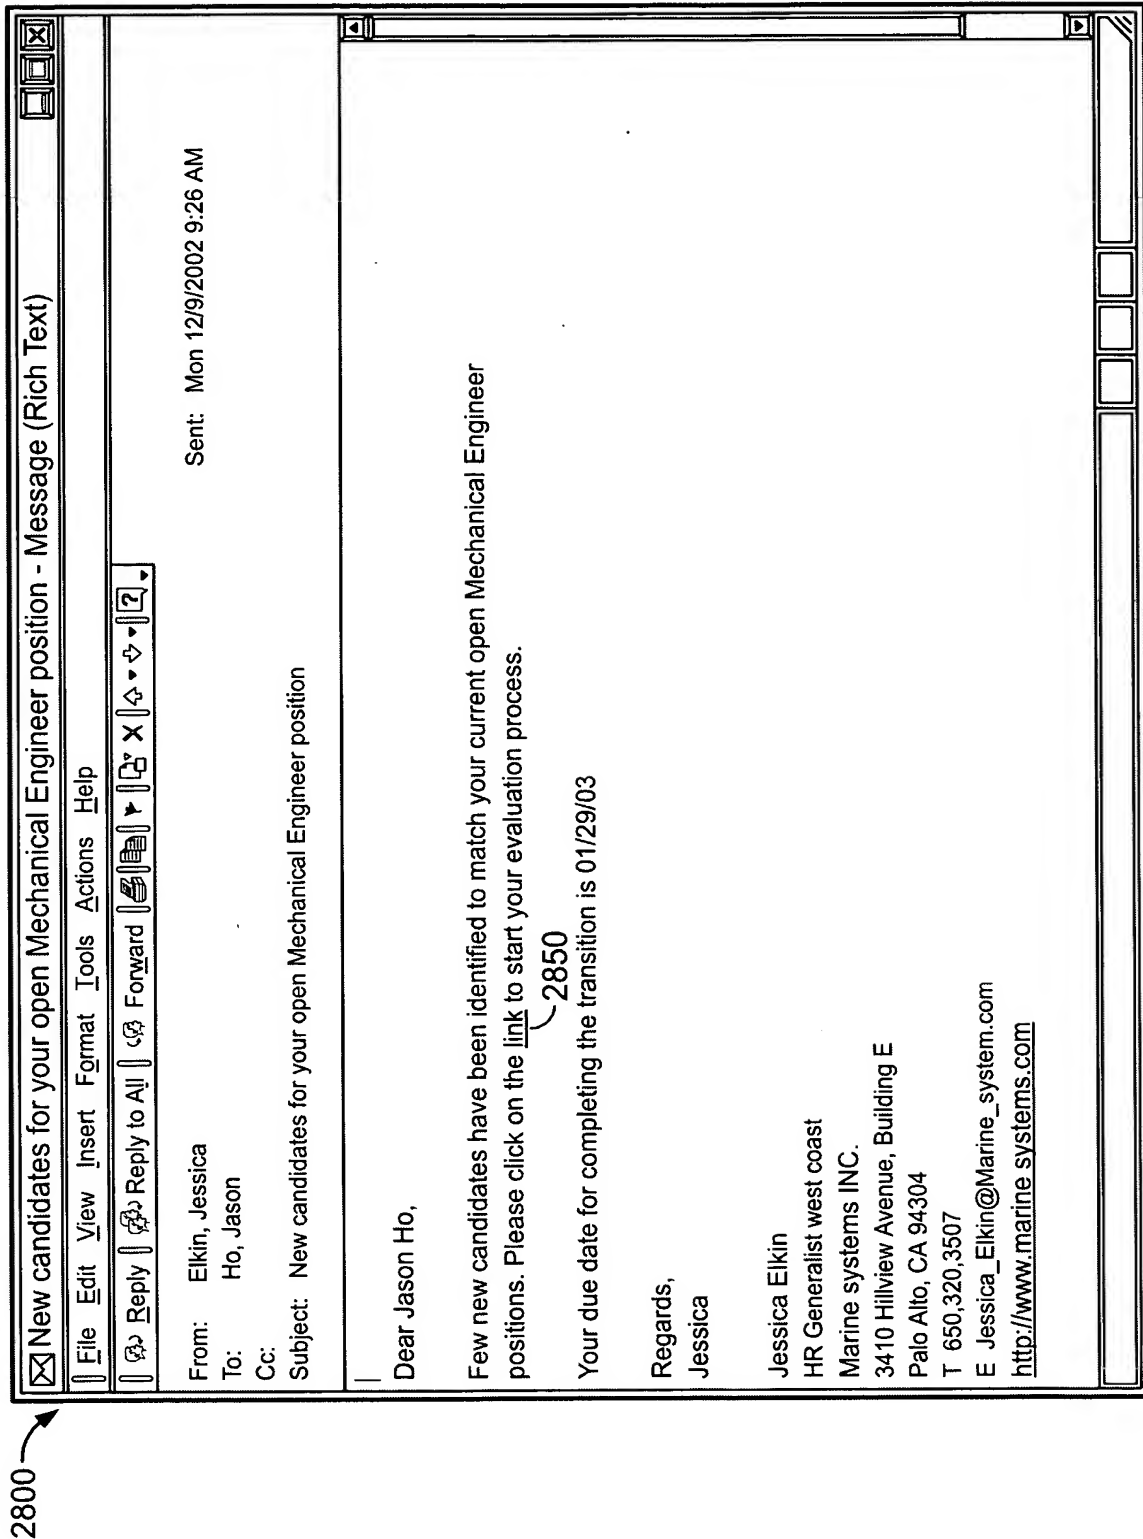 2800
New candidates for your open Mechanical Engineer position - Message (Rich Text)
File Edit View Insert Format Tools Actions Help
Reply Reply to All Forward X ?
From: Elkin, Jessica
Sent: Mon 12/9/2002 9:26 AM
To: Ho, Jason
Cc:
Subject: New candidates for your open Mechanical Engineer position
Dear Jason Ho,
Few new candidates have been identified to match your current open Mechanical Engineer
positions. Please click on the link to start your evaluation process.
2850
Your due date for completing the transition is 01/29/03
Regards,
Jessica
Jessica Elkin
HR Generalist west coast
Marine systems INC.
3410 Hillview Avenue, Building E
Palo Alto, CA 94304
T 650,320,3507
E Jessica_Elkin@Marine_system.com
http://www.marine systems.com